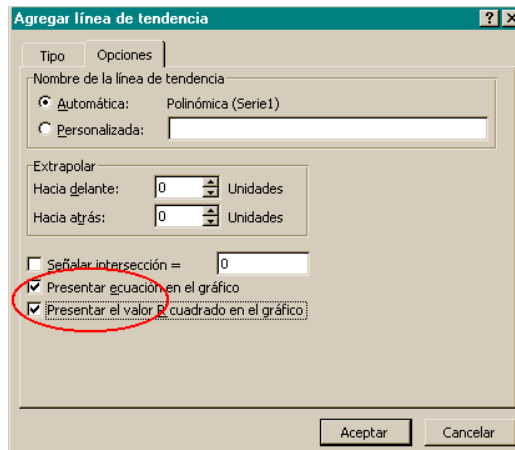 Agregar línea de tendencia
Tipo Opciones
Nombre de la línea de tendencia
Automática: Polinómica (Serie1)
Personalizada:
Extrapolar
Hacia delante: 0 Unidades
Hacia atrás: 0 Unidades
Señalar intersección = 0
Presentar ecuación en el gráfico
Presentar el valor R cuadrado en el gráfico
Aceptar Cancelar